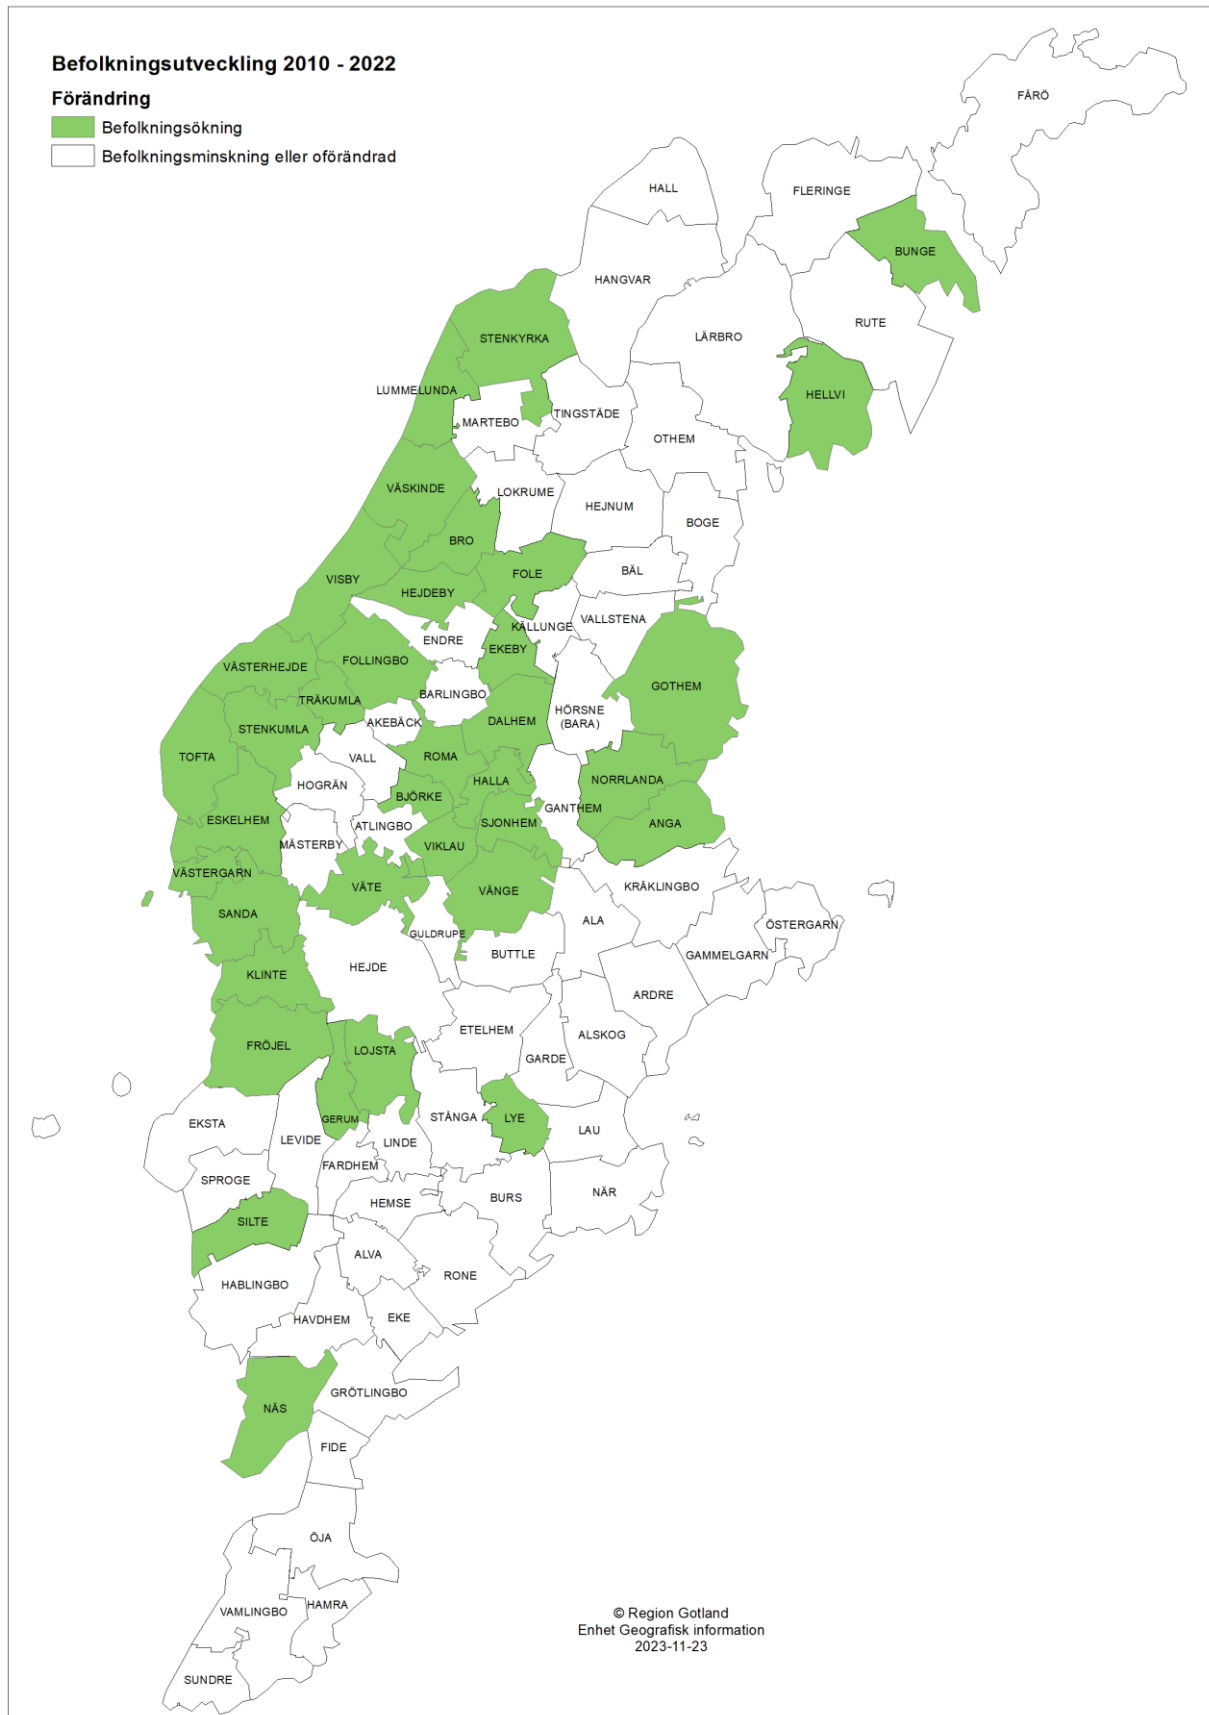 Befolkningsutveckling 2010 - 2022
Förändring
Befolkningsökning
Befolkningsminskning eller oförändrad
FÅRÖ
HALL
FLERINGE
BUNGE
HANGVAR
RUTE
LÄRBRO
STENKYRKA
LUMMELUNDA
HELLVI
MARTEBO
TINGSTÄDE
OTHEM
VÄSKINDE
LOKRUME
HEJNUM
BOGE
BRO
FOLE
BÄL
VISBY
HEJDEBY
KÄLLUNGE
VALLSTENA
ENDRE
EKEBY
FOLLINGBO
VÄSTERHEJDE
GOTHEM
BARLINGBO
TRÄKUMLA
HÖRSNE
(BARA)
AKEBÄCK
DALHEM
STENKUMLA
TOFTA
VALL
ROMA
HALLA
NORRLANDA
HOGRÄN
BJÖRKE
GANTHEM
ESKELHEM
ATLINGBO
SJONHEM
ANGA
MÄSTERBY
VIKLAU
VÄSTERGARN
VÄTE
VÄNGE
KRÄKLINGBO
SANDA
ALA
ÖSTERGARN
GULDRUPE
BUTTLE
GAMMELGARN
HEJDE
KLINTE
ARDRE
ETELHEM
ALSKOG
FRÖJEL
LOJSTA
GARDE
EKSTA
GERUM
STÅNGA
LYE
LAU
LEVIDE
LINDE
FARDHEM
SPROGE
HEMSE
BURS
NÄR
SILTE
ALVA
RONE
HABLINGBO
HAVDHEM
EKE
GRÖTLINGBO
NÄS
FIDE
ÖJA
HAMRA
VAMLINGBO
SUNDRE
© Region Gotland
Enhet Geografisk information
2023-11-23